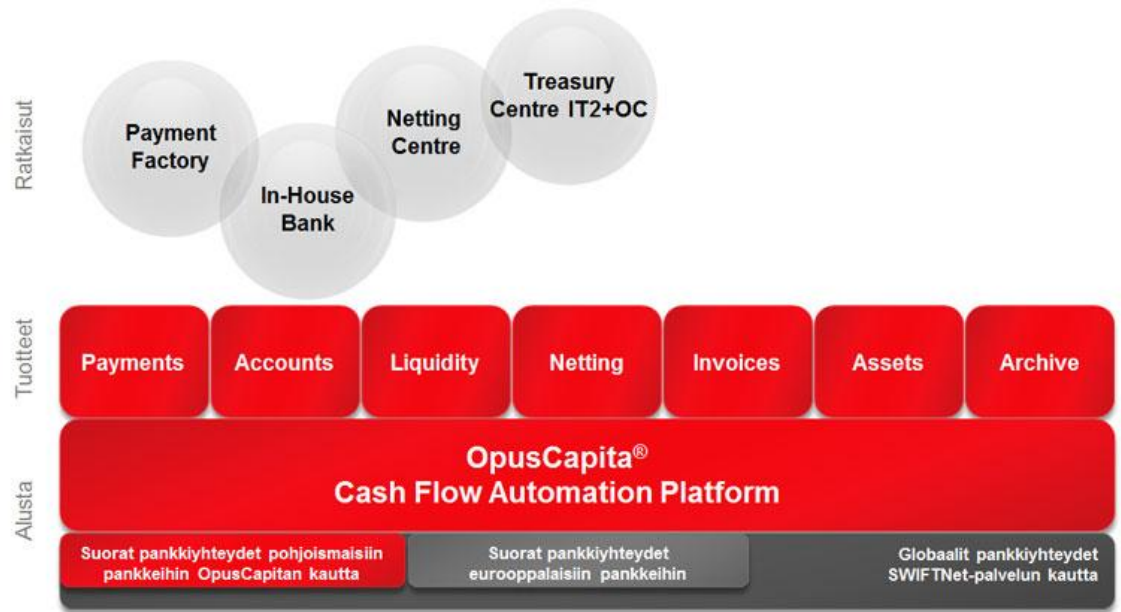 Ratkaisut
Payment
Factory
In-House
Bank
Netting
Centre
Treasury
Centre IT2+OC
Tuotteet
Payments
Accounts
Liquidity
Netting
Invoices
Assets
Archive
Alusta
OpusCapita®
Cash Flow Automation Platform
Suorat pankkiyhteydet pohjoismaisiin
pankkeihin OpusCapitan kautta
Suorat pankkiyhteydet
eurooppalaisiin pankkeihin
Globaalit pankkiyhteydet
SWIFTNet-palvelun kautta